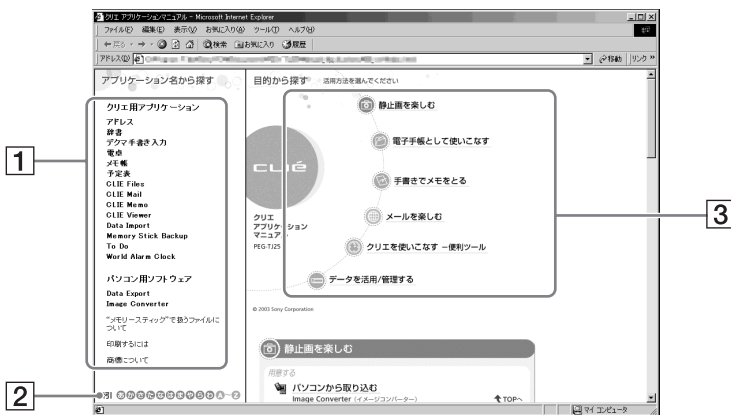 クリエ アプリケーションマニュアル - Microsoft Internet Explorer
ファイル(F) 編集(E) 表示(V) お気に入り(A) ツール(T) ヘルプ(H)
戻る 検索 お気に入り 履歴
アドレス(D) 移動 リンク »
アプリケーション名から探す
クリエ用アプリケーション
アドレス
辞書
デクマ手書き入力
電卓
メモ帳
予定表
CLIE Files
CLIE Mail
CLIE Memo
CLIE Viewer
Data Import
Memory Stick Backup
To Do
World Alarm Clock
パソコン用ソフトウェア
Data Export
Image Converter
“メモリースティック”で扱うファイルに
ついて
印刷するには
商標について
索引 あ か さ た な は ま や ら わ A ~ Z
目的から探す 活用方法を選んでください
静止画を楽しむ
電子手帳として使いこなす
手書きでメモをとる
メールを楽しむ
クリエを使いこなす －便利ツール
データを活用/管理する
CLIÉ
クリエ
アプリケーション
マニュアル
PEG-TJ25
© 2003 Sony Corporation
静止画を楽しむ
用意する
パソコンから取り込む
Image Converter（イメージコンバーター）
TOPへ
マイ コンピュータ
1
2
3